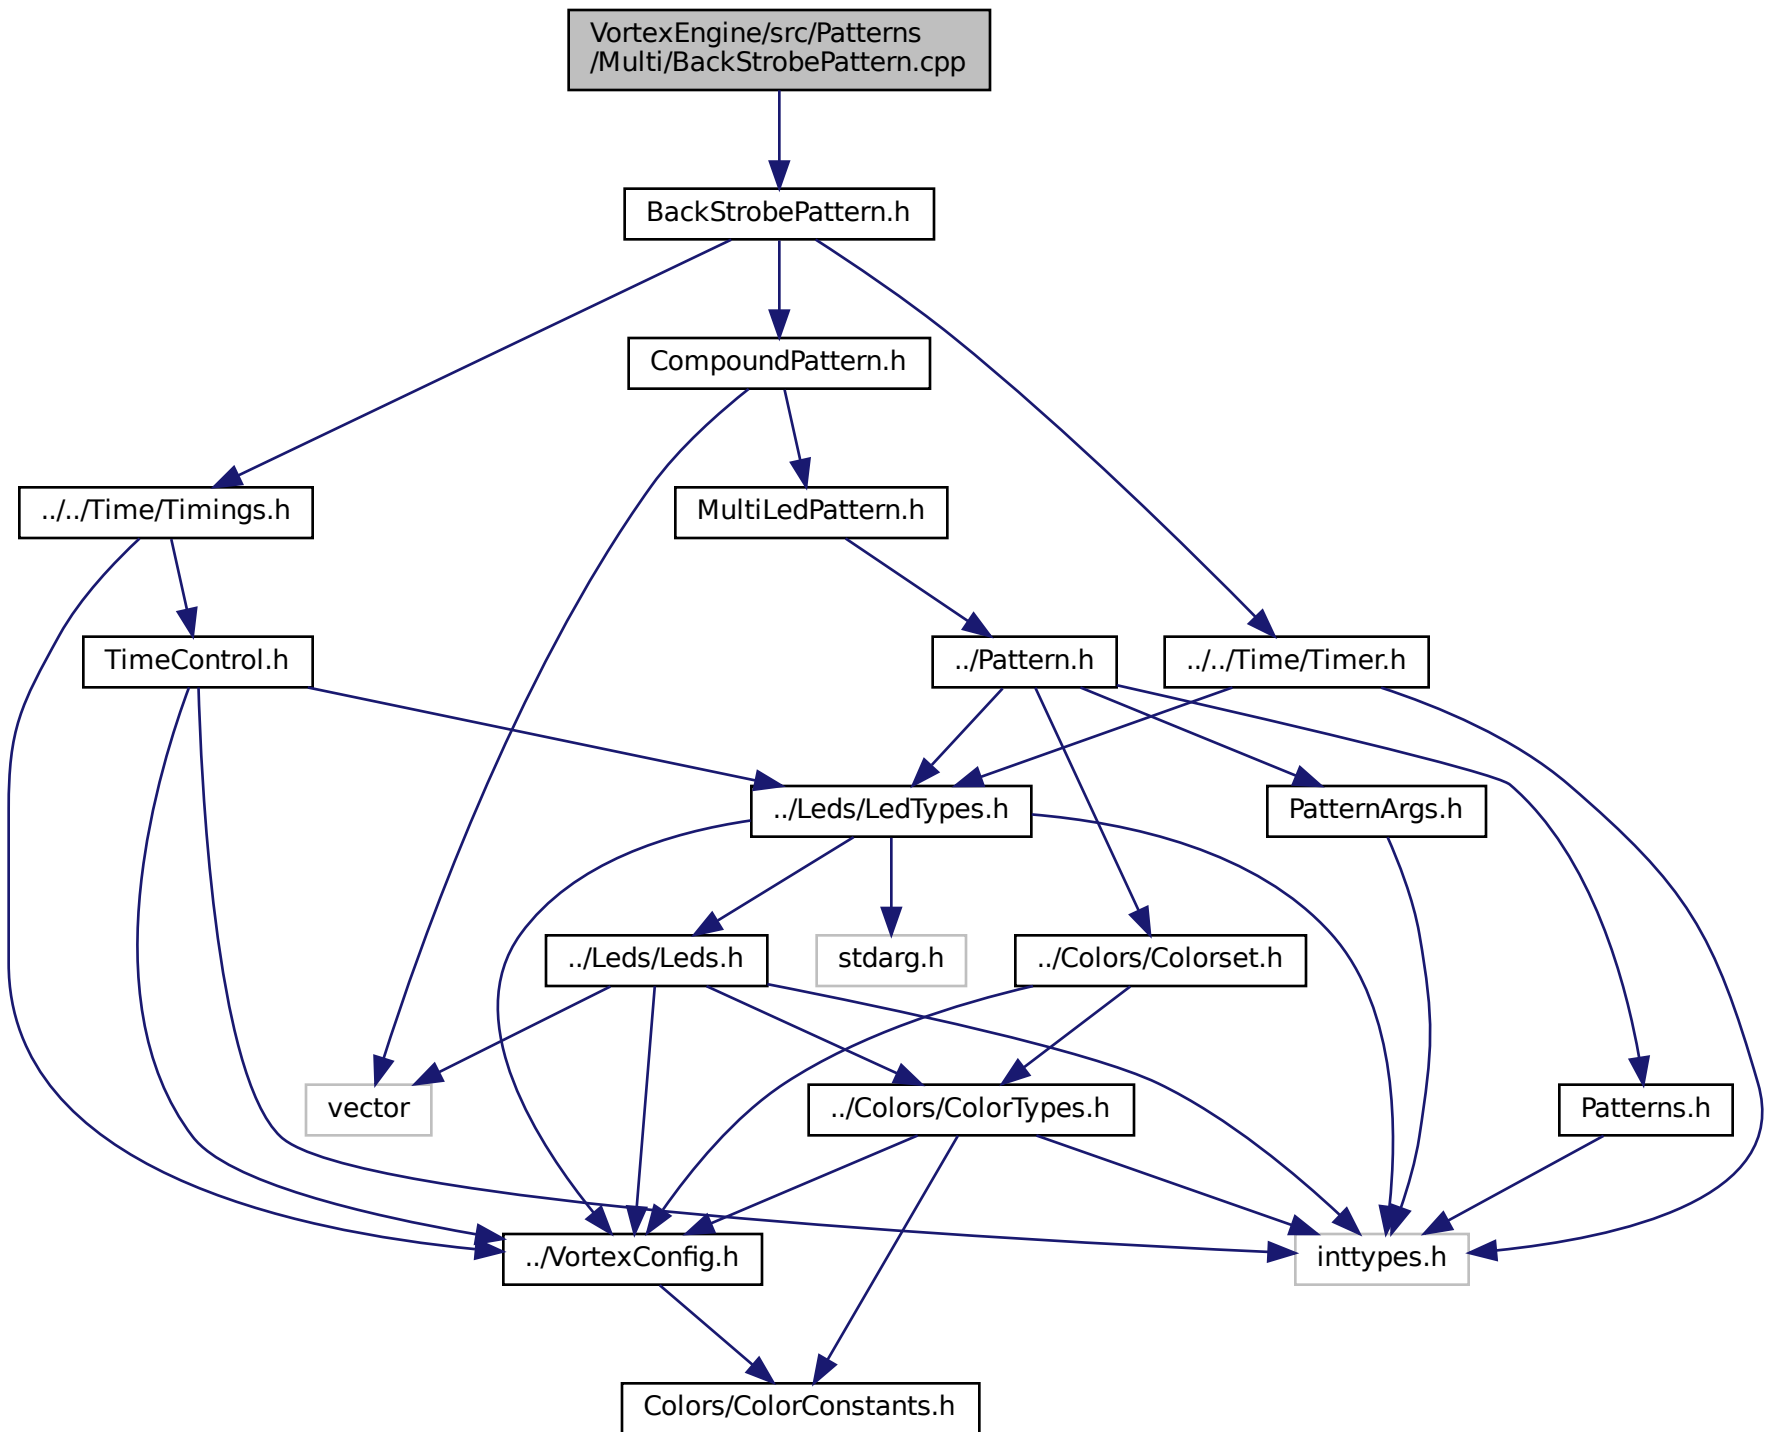 VortexEngine/src/Patterns
/Multi/BackStrobePattern.cpp
BackStrobePattern.h
CompoundPattern.h
../../Time/Timings.h
MultiLedPattern.h
TimeControl.h
../Pattern.h
../../Time/Timer.h
../Leds/LedTypes.h
PatternArgs.h
../Leds/Leds.h
stdarg.h
../Colors/Colorset.h
vector
../Colors/ColorTypes.h
Patterns.h
../VortexConfig.h
inttypes.h
Colors/ColorConstants.h